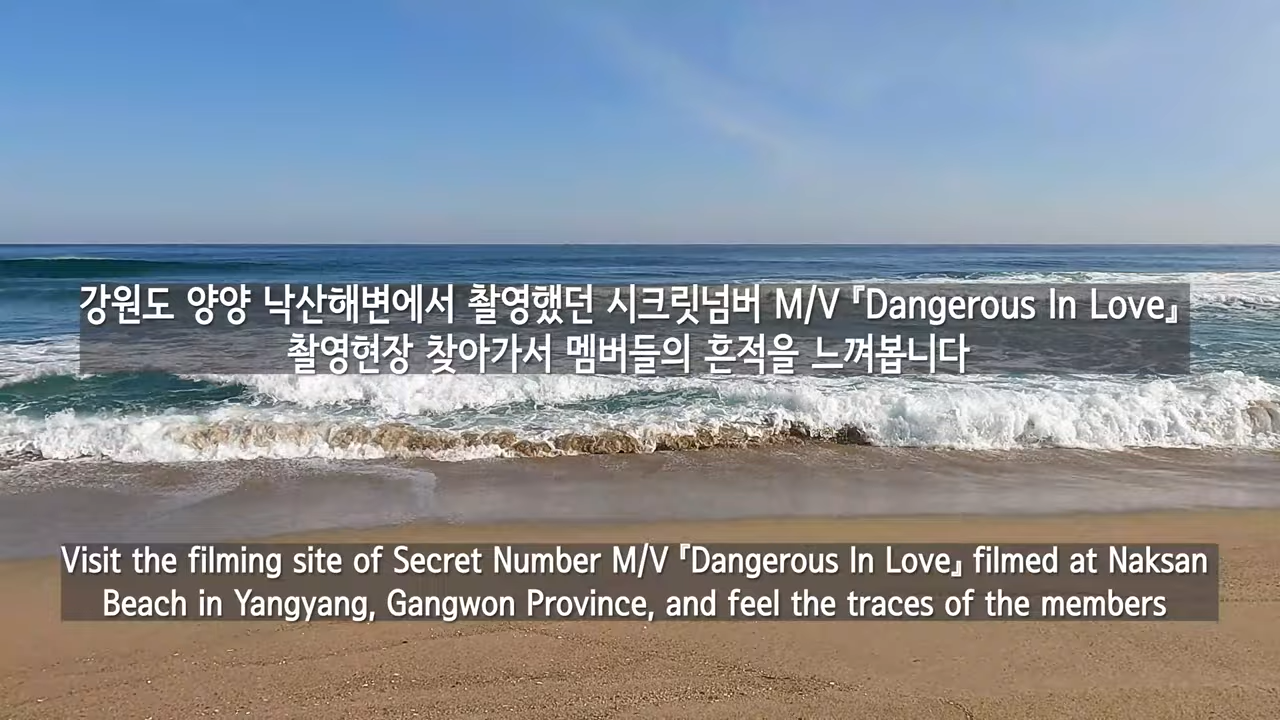 강원도 양양 낙산해변에서 촬영했던 시크릿넘버 M/V 『Dangerous In Love』
촬영현장 찾아가서 멤버들의 흔적을 느껴봅니다
Visit the filming site of Secret Number M/V 『Dangerous In Love』 filmed at Naksan
Beach in Yangyang, Gangwon Province, and feel the traces of the members